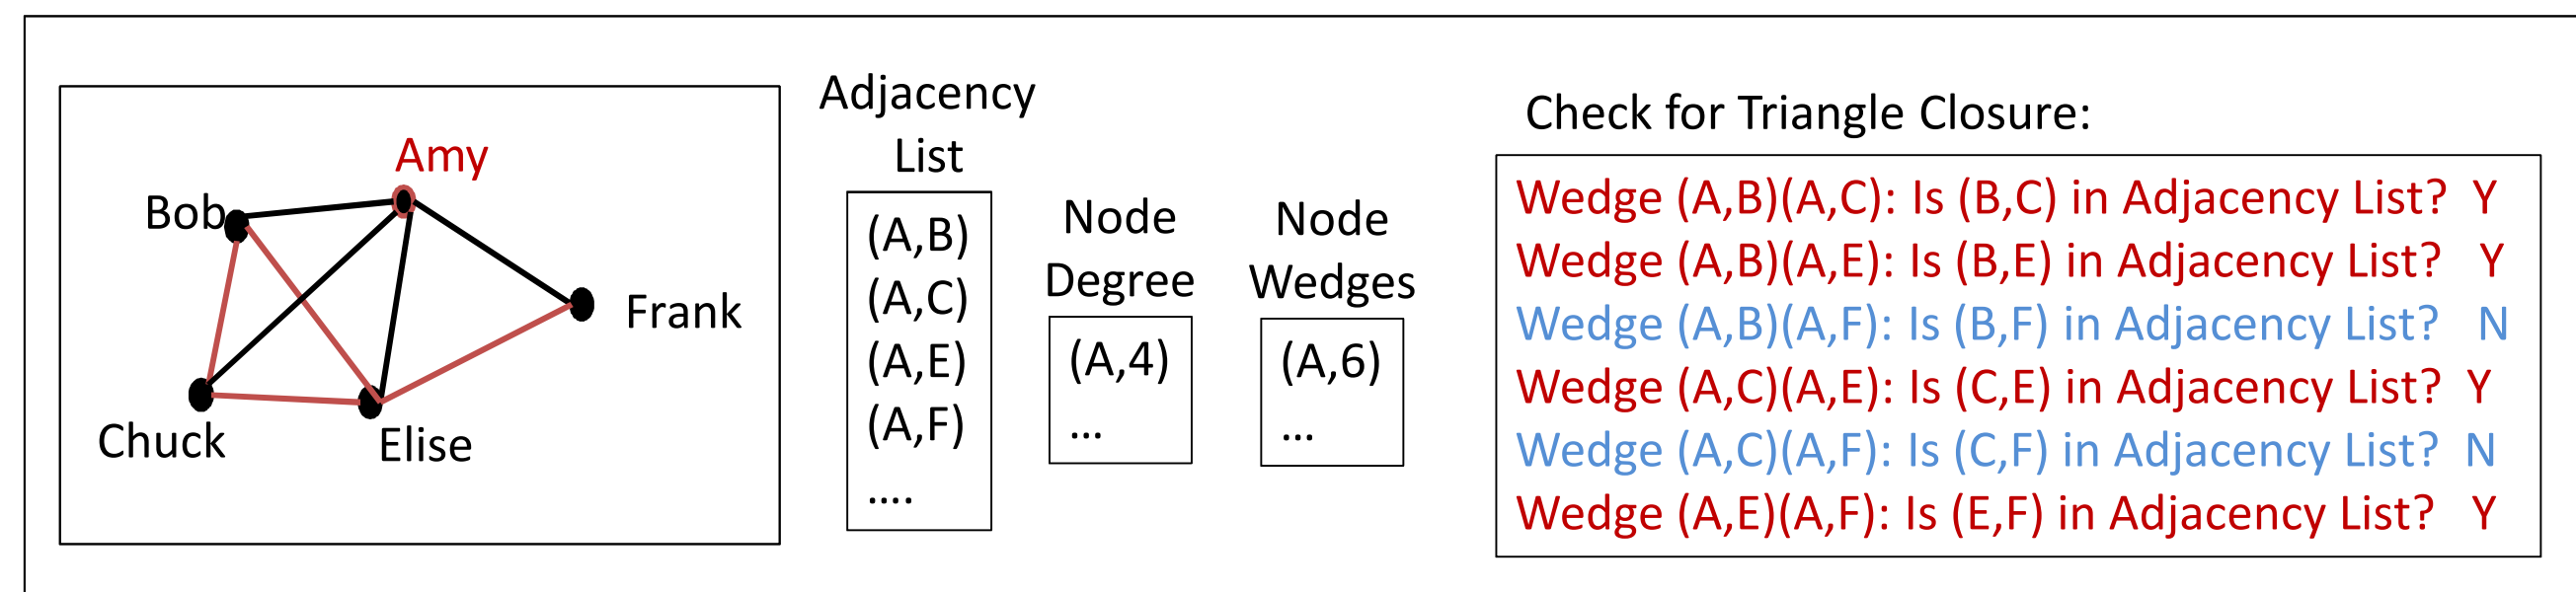 Amy
Bob
Frank
Chuck
Elise
Adjacency
List
(A,B)
(A,C)
(A,E)
(A,F)
....
Node
Degree
(A,4)
...
Node
Wedges
(A,6)
...
Check for Triangle Closure:
Wedge (A,B)(A,C): Is (B,C) in Adjacency List? Y
Wedge (A,B)(A,E): Is (B,E) in Adjacency List? Y
Wedge (A,B)(A,F): Is (B,F) in Adjacency List? N
Wedge (A,C)(A,E): Is (C,E) in Adjacency List? Y
Wedge (A,C)(A,F): Is (C,F) in Adjacency List? N
Wedge (A,E)(A,F): Is (E,F) in Adjacency List? Y